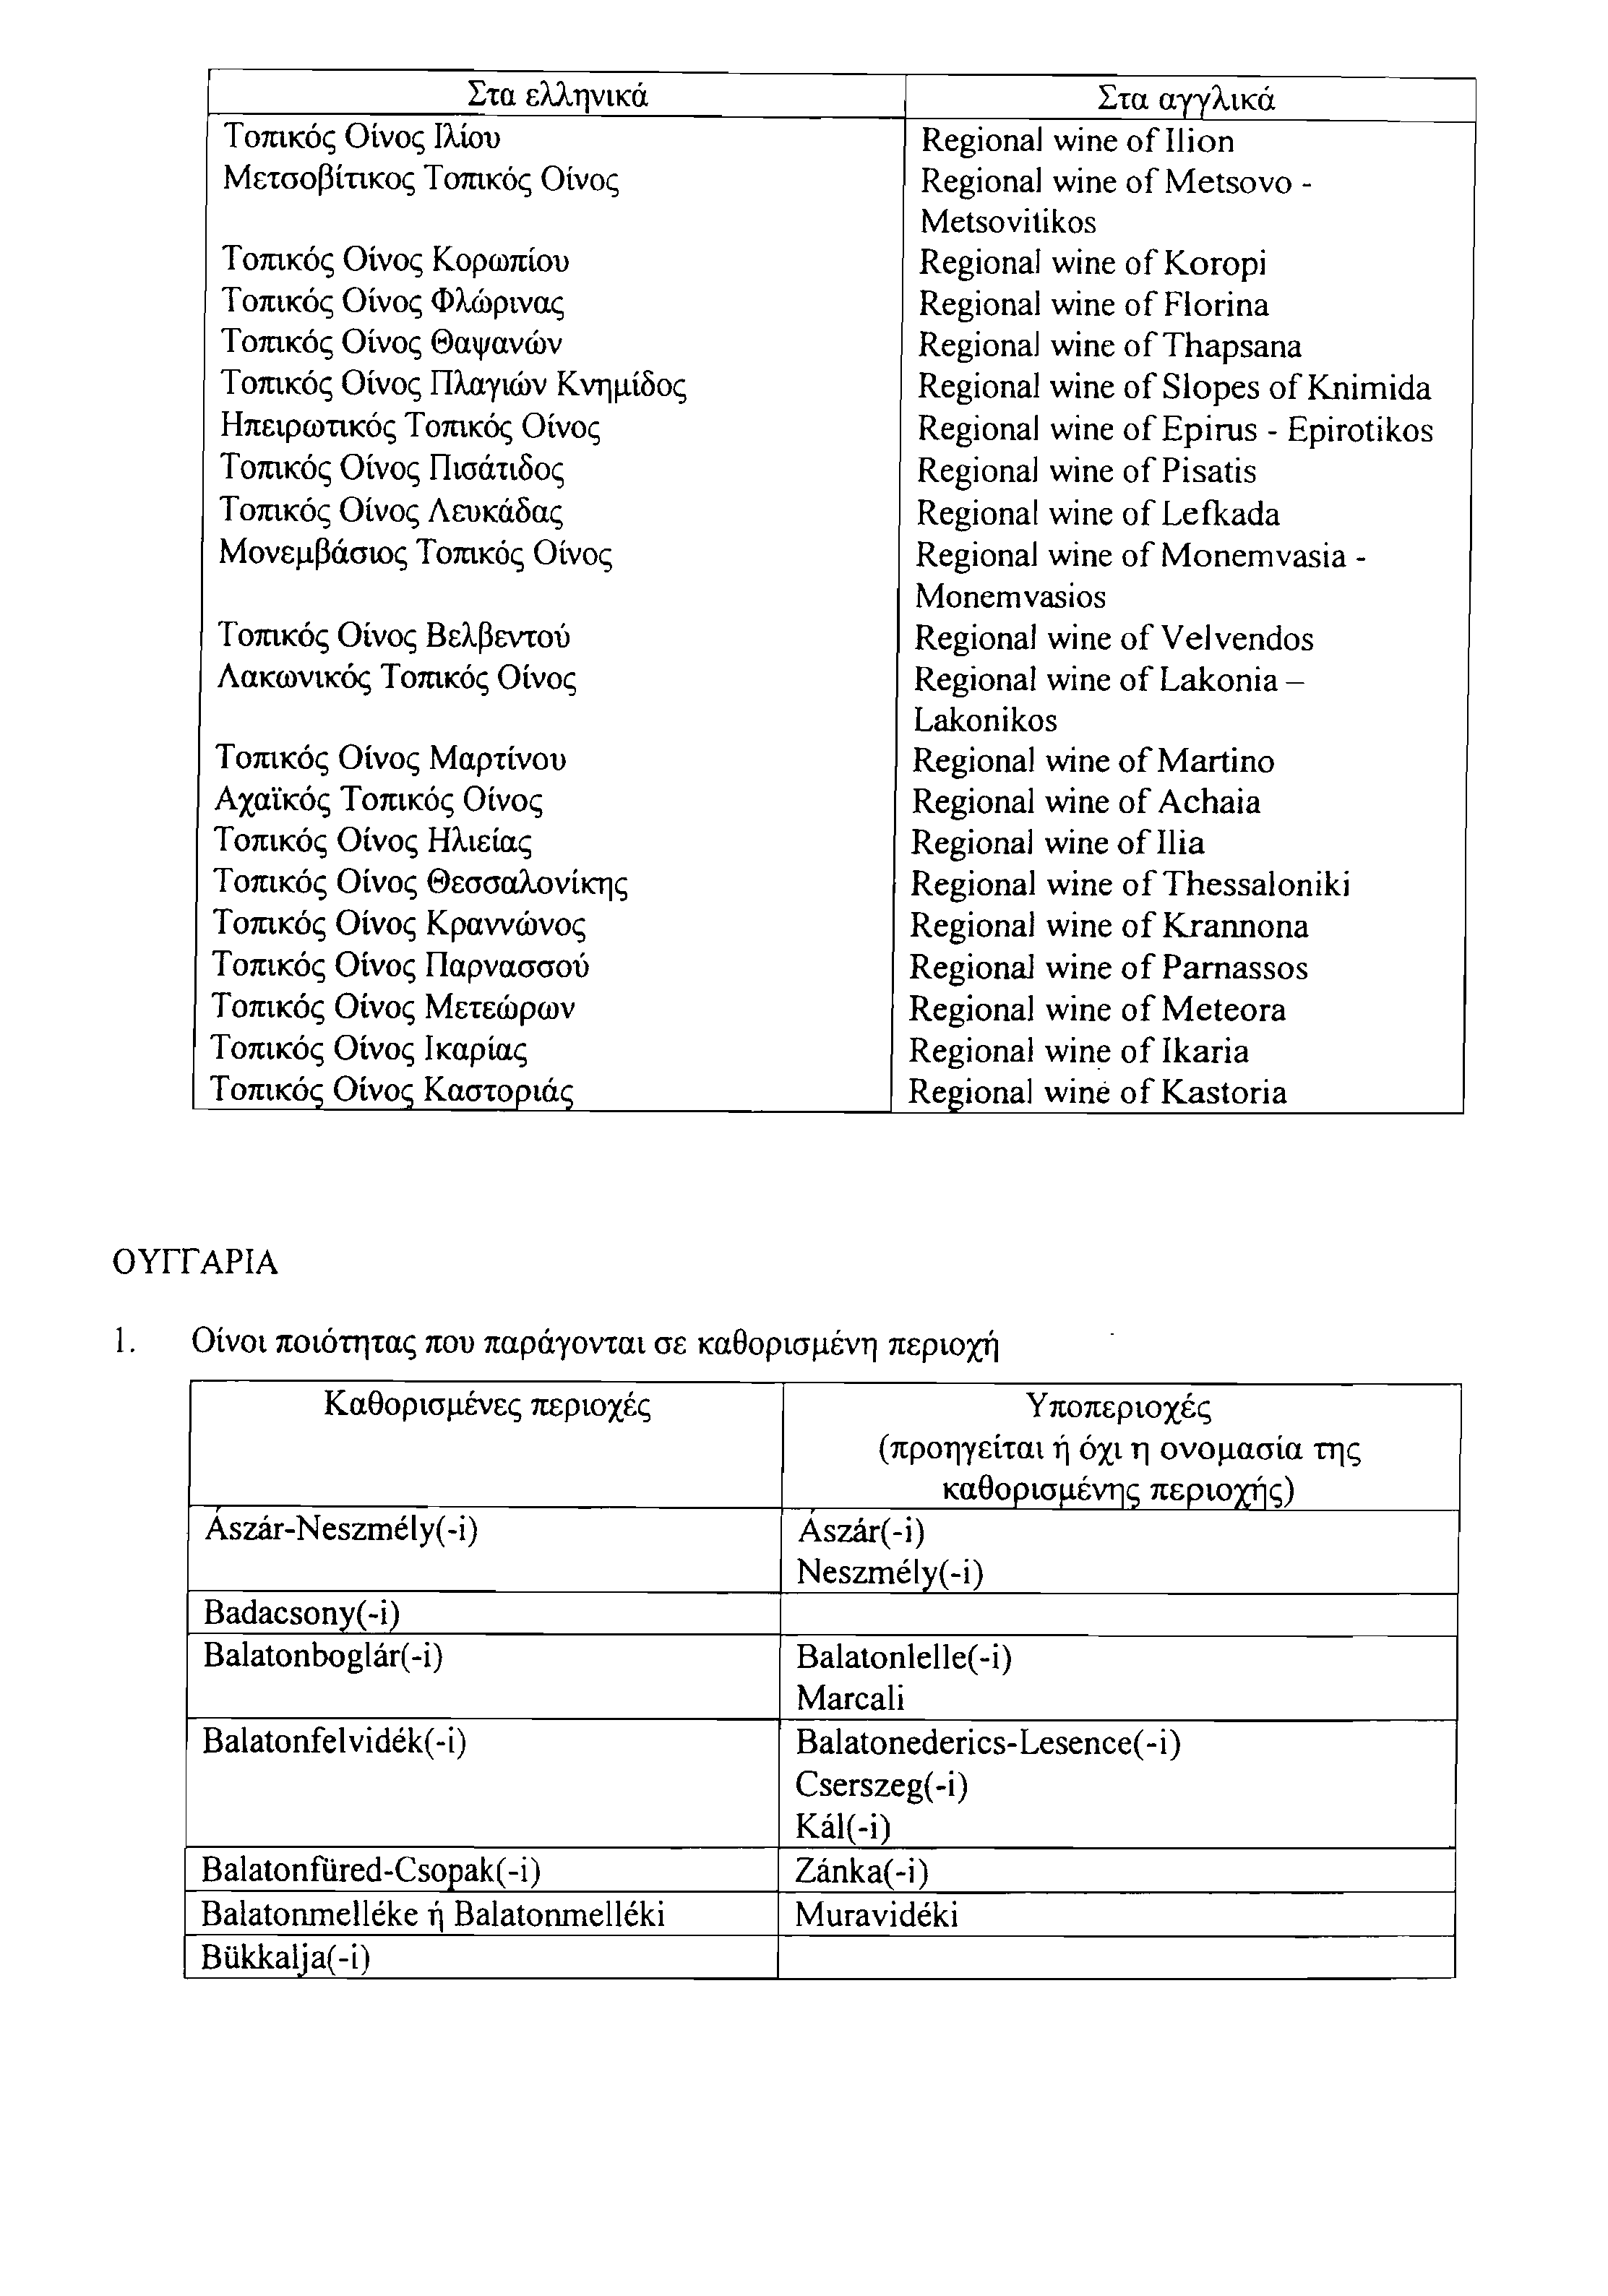 Στα ελληνικά Στα αγγλικά
Τοπικός Οίνος Ιλίου Regional wine of Ilion
Μετσοβίτικος Τοπικός Οίνος Regional wine of Metsovo -
Metsovitikos
Τοπικός Οίνος Κορωπίου Regional wine of Koropi
Τοπικός Οίνος Φλώρινας Regional wine of Florina
Τοπικός Οίνος Θαψανών Regional wine of Thapsana
Τοπικός Οίνος Πλαγιών Κνημίδος Regional wine of Slopes of Knimida
Ηπειρωτικός Τοπικός Οίνος Regional wine of Epirus - Epirotikos
Τοπικός Οίνος Πισάτιδος Regional wine of Pisatis
Τοπικός Οίνος Λευκάδας Regional wine of Lefkada
Μονεμβάσιος Τοπικός Οίνος Regional wine of Monemvasia -
Monemvasios
Τοπικός Οίνος Βελβεντού Regional wine of Velvendos
Λακωνικός Τοπικός Οίνος Regional wine of Lakonia –
Lakonikos
Τοπικός Οίνος Μαρτίνου Regional wine of Martino
Αχαϊκός Τοπικός Οίνος Regional wine of Achaia
Τοπικός Οίνος Ηλιείας Regional wine of Ilia
Τοπικός Οίνος Θεσσαλονίκης Regional wine of Thessaloniki
Τοπικός Οίνος Κραννώνος Regional wine of Krannona
Τοπικός Οίνος Παρνασσού Regional wine of Parnassos
Τοπικός Οίνος Μετεώρων Regional wine of Meteora
Τοπικός Οίνος Ικαρίας Regional wine of Ikaria
Τοπικός Οίνος Καστοριάς Regional wine of Kastoria
ΟΥΓΓΑΡΙΑ
1. Οίνοι ποιότητας που παράγονται σε καθορισμένη περιοχή
Καθορισμένες περιοχές Υποπεριοχές
(προηγείται ή όχι η ονομασία της
καθορισμένης περιοχής)
Ászár-Neszmély(-i) Ászár(-i)
Neszmély(-i)
Badacsony(-i)
Balatonboglár(-i) Balatonlelle(-i)
Marcali
Balatonfelvidék(-i) Balatonederics-Lesence(-i)
Cserszeg(-i)
Kál(-i)
Balatonfüred-Csopak(-i) Zánka(-i)
Balatonmelléke ή Balatonmelléki Muravidéki
Bükkalja(-i)